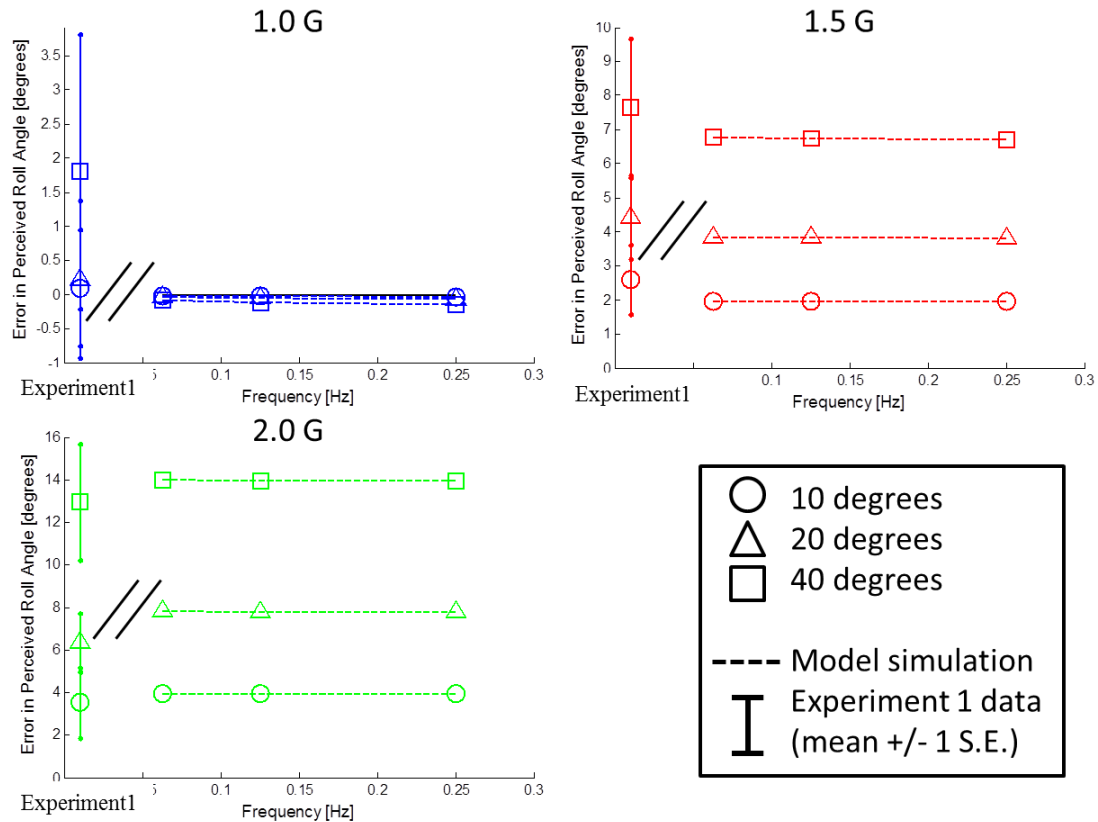 1.0 G
Error in Perceived Roll Angle [degrees]
3.5
3
2.5
2
1.5
1
0.5
0
-0.5
-1
Experiment1
5
0.1
0.15
0.2
0.25
0.3
Frequency [Hz]
1.5 G
Error in Perceived Roll Angle [degrees]
10
9
8
7
6
5
4
3
2
1
0
Experiment1
0.1
0.15
0.2
0.25
0.3
Frequency [Hz]
2.0 G
Error in Perceived Roll Angle [degrees]
16
14
12
10
8
6
4
2
0
Experiment1
5
0.1
0.15
0.2
0.25
0.3
Frequency [Hz]
10 degrees
20 degrees
40 degrees
Model simulation
Experiment 1 data
(mean +/- 1 S.E.)